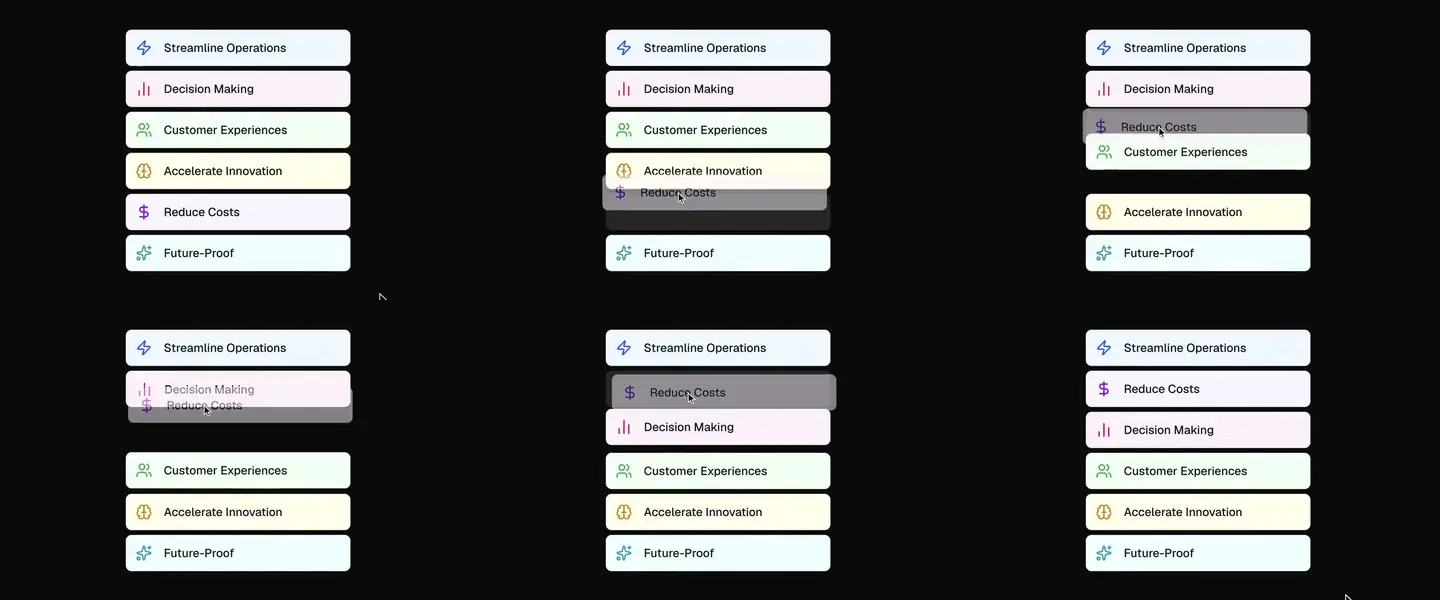 Streamline Operations
Decision Making
Customer Experiences
Accelerate Innovation
Reduce Costs
Future-Proof
Streamline Operations
Decision Making
Customer Experiences
Accelerate Innovation
Reduce Costs
Future-Proof
Streamline Operations
Decision Making
Reduce Costs
Customer Experiences
Accelerate Innovation
Future-Proof
Streamline Operations
Decision Making
Reduce Costs
Customer Experiences
Accelerate Innovation
Future-Proof
Streamline Operations
Reduce Costs
Decision Making
Customer Experiences
Accelerate Innovation
Future-Proof
Streamline Operations
Reduce Costs
Decision Making
Customer Experiences
Accelerate Innovation
Future-Proof